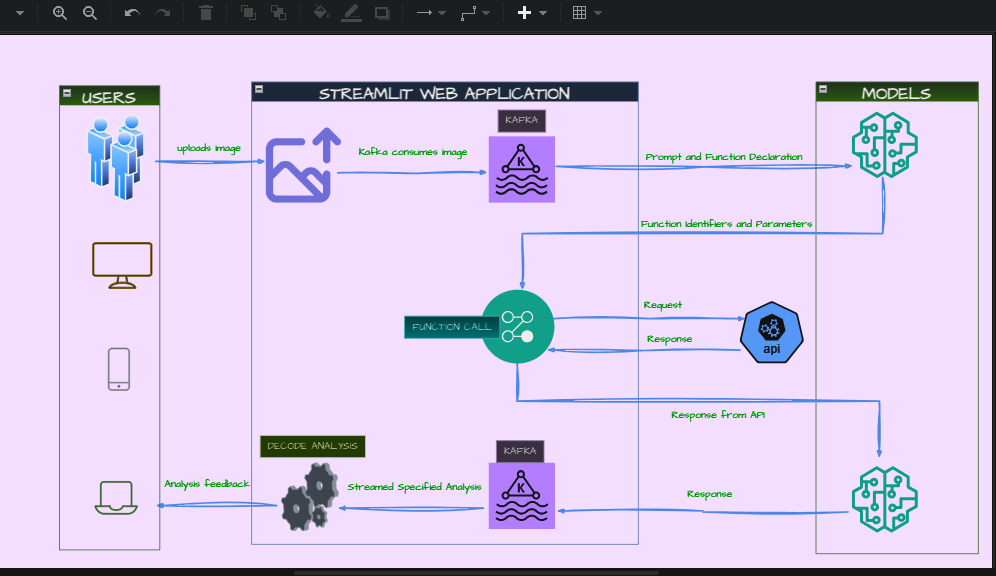 USERS
STREAMLIT WEB APPLICATION
MODELS
KAFKA
uploads image
Kafka consumes image
K
Prompt and Function Declaration
Function Identifiers and Parameters
Request
FUNCTION CALL
Response
api
Response from API
DECODE ANALYSIS
KAFKA
Analysis feedback
Streamed Specified Analysis
K
Response